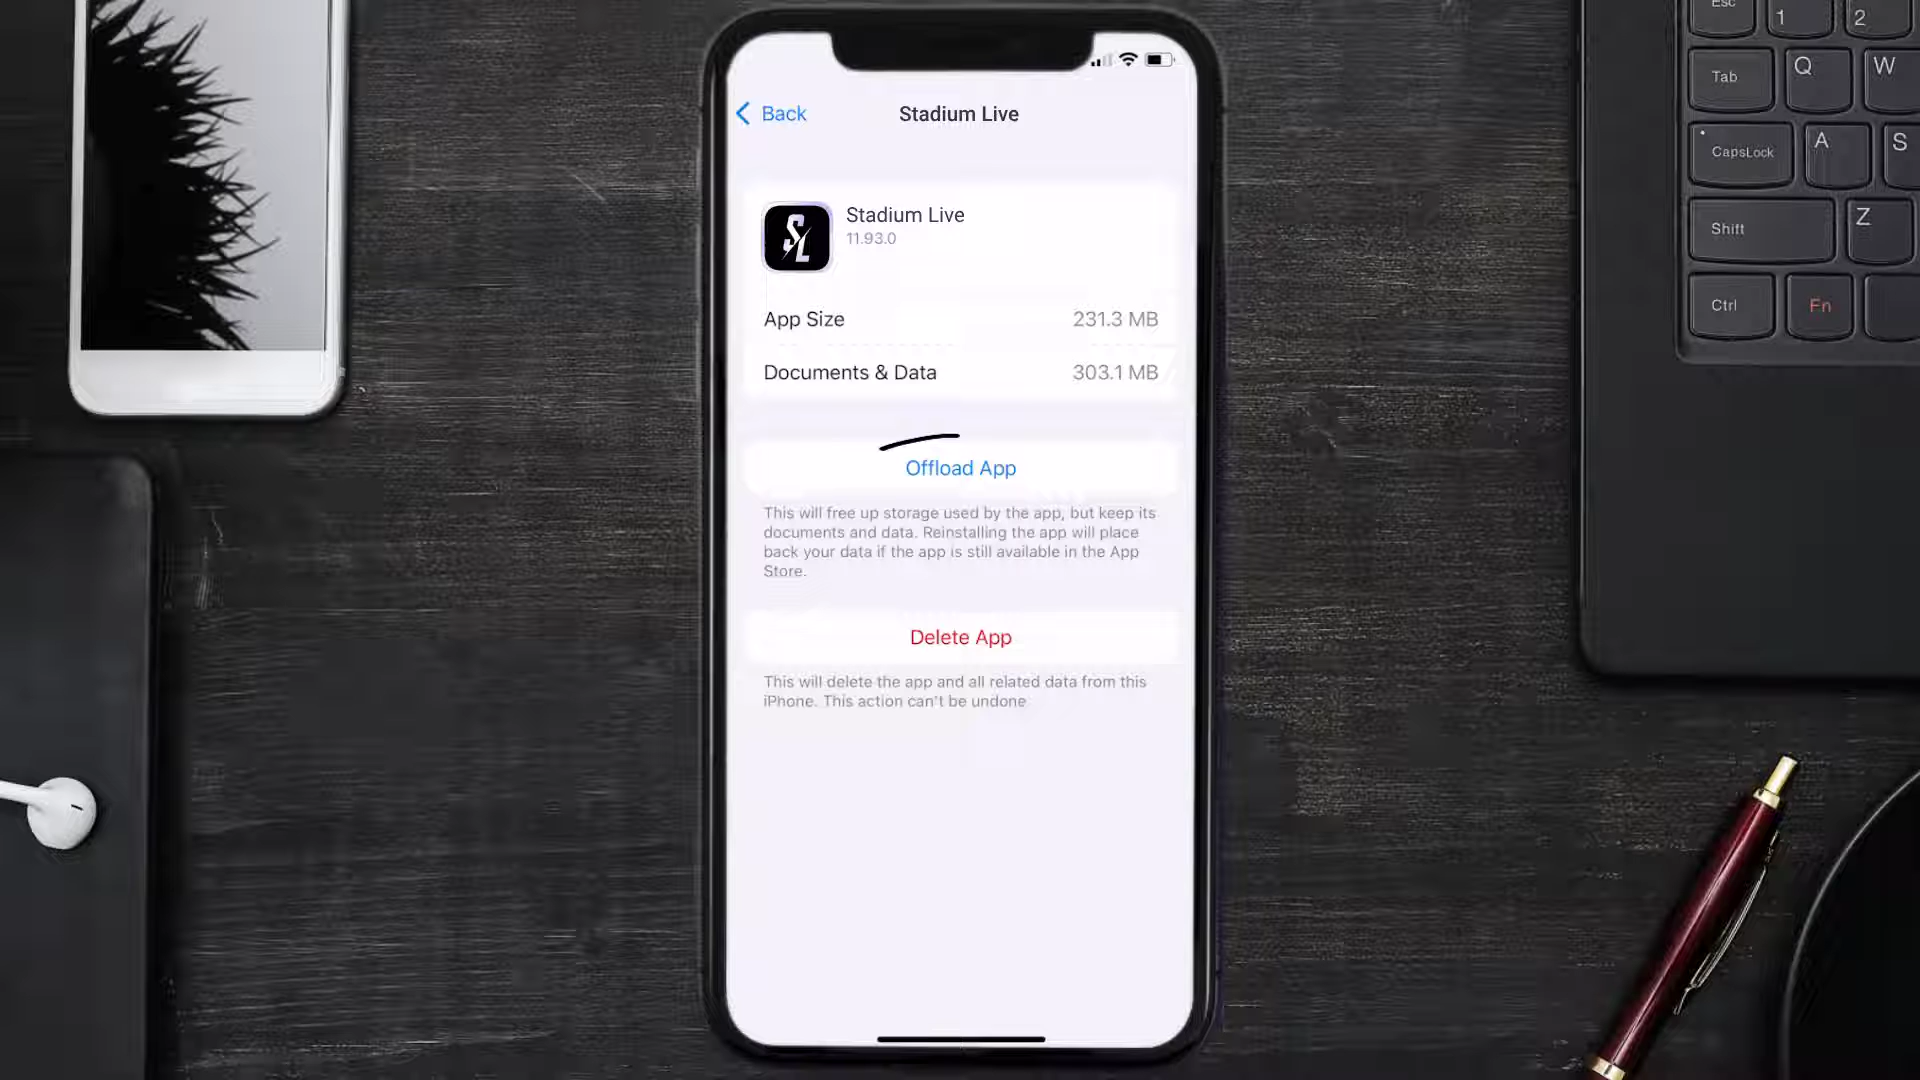 Back
Stadium Live
SL
Stadium Live
11.93.0
App Size 231.3 MB
Documents & Data 303.1 MB
Offload App
This will free up storage used by the app, but keep its
documents and data. Reinstalling the app will place
back your data if the app is still available in the App
Store.
Delete App
This will delete the app and all related data from this
iPhone. This action can't be undone
Esc 1 2
Tab Q W
CapsLock A S
Shift Z
Ctrl Fn